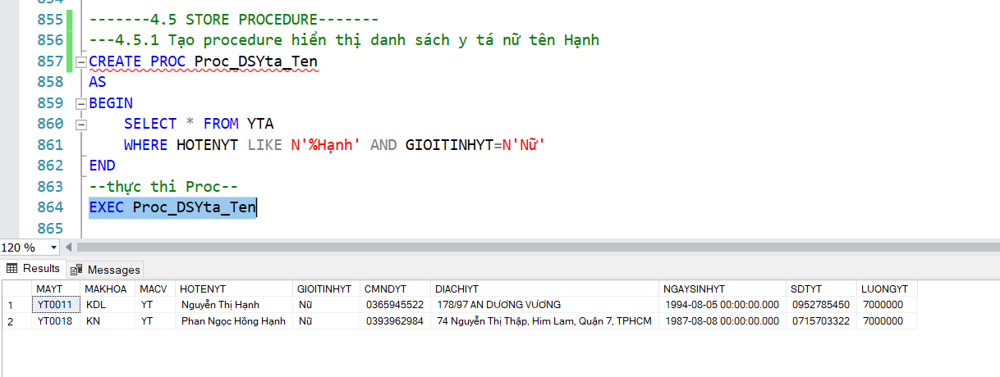 855 -------4.5 STORE PROCEDURE-------
856 ---4.5.1 Tạo procedure hiển thị danh sách y tá nữ tên Hạnh
857 CREATE PROC Proc_DSYta_Ten
858 AS
859 BEGIN
860 SELECT * FROM YTA
861 WHERE HOTENYT LIKE N'%Hạnh' AND GIOITINHYT=N'Nữ'
862 END
863 --thực thi Proc--
864 EXEC Proc_DSYta_Ten
865
120 %
Results Messages
MAYT MAKHOA MACV HOTENYT GIOITINHYT CMNDYT DIACHIYT NGAYSINHYT SDTYT LUONGYT
1 YT0011 KDL YT Nguyễn Thị Hạnh Nữ 0365945522 178/97 AN DƯƠNG VƯƠNG 1994-08-05 00:00:00.000 0952785450 7000000
2 YT0018 KN YT Phan Ngọc Hồng Hạnh Nữ 0393962984 74 Nguyễn Thị Thập, Him Lam, Quận 7, TPHCM 1987-08-08 00:00:00.000 0715703322 7000000